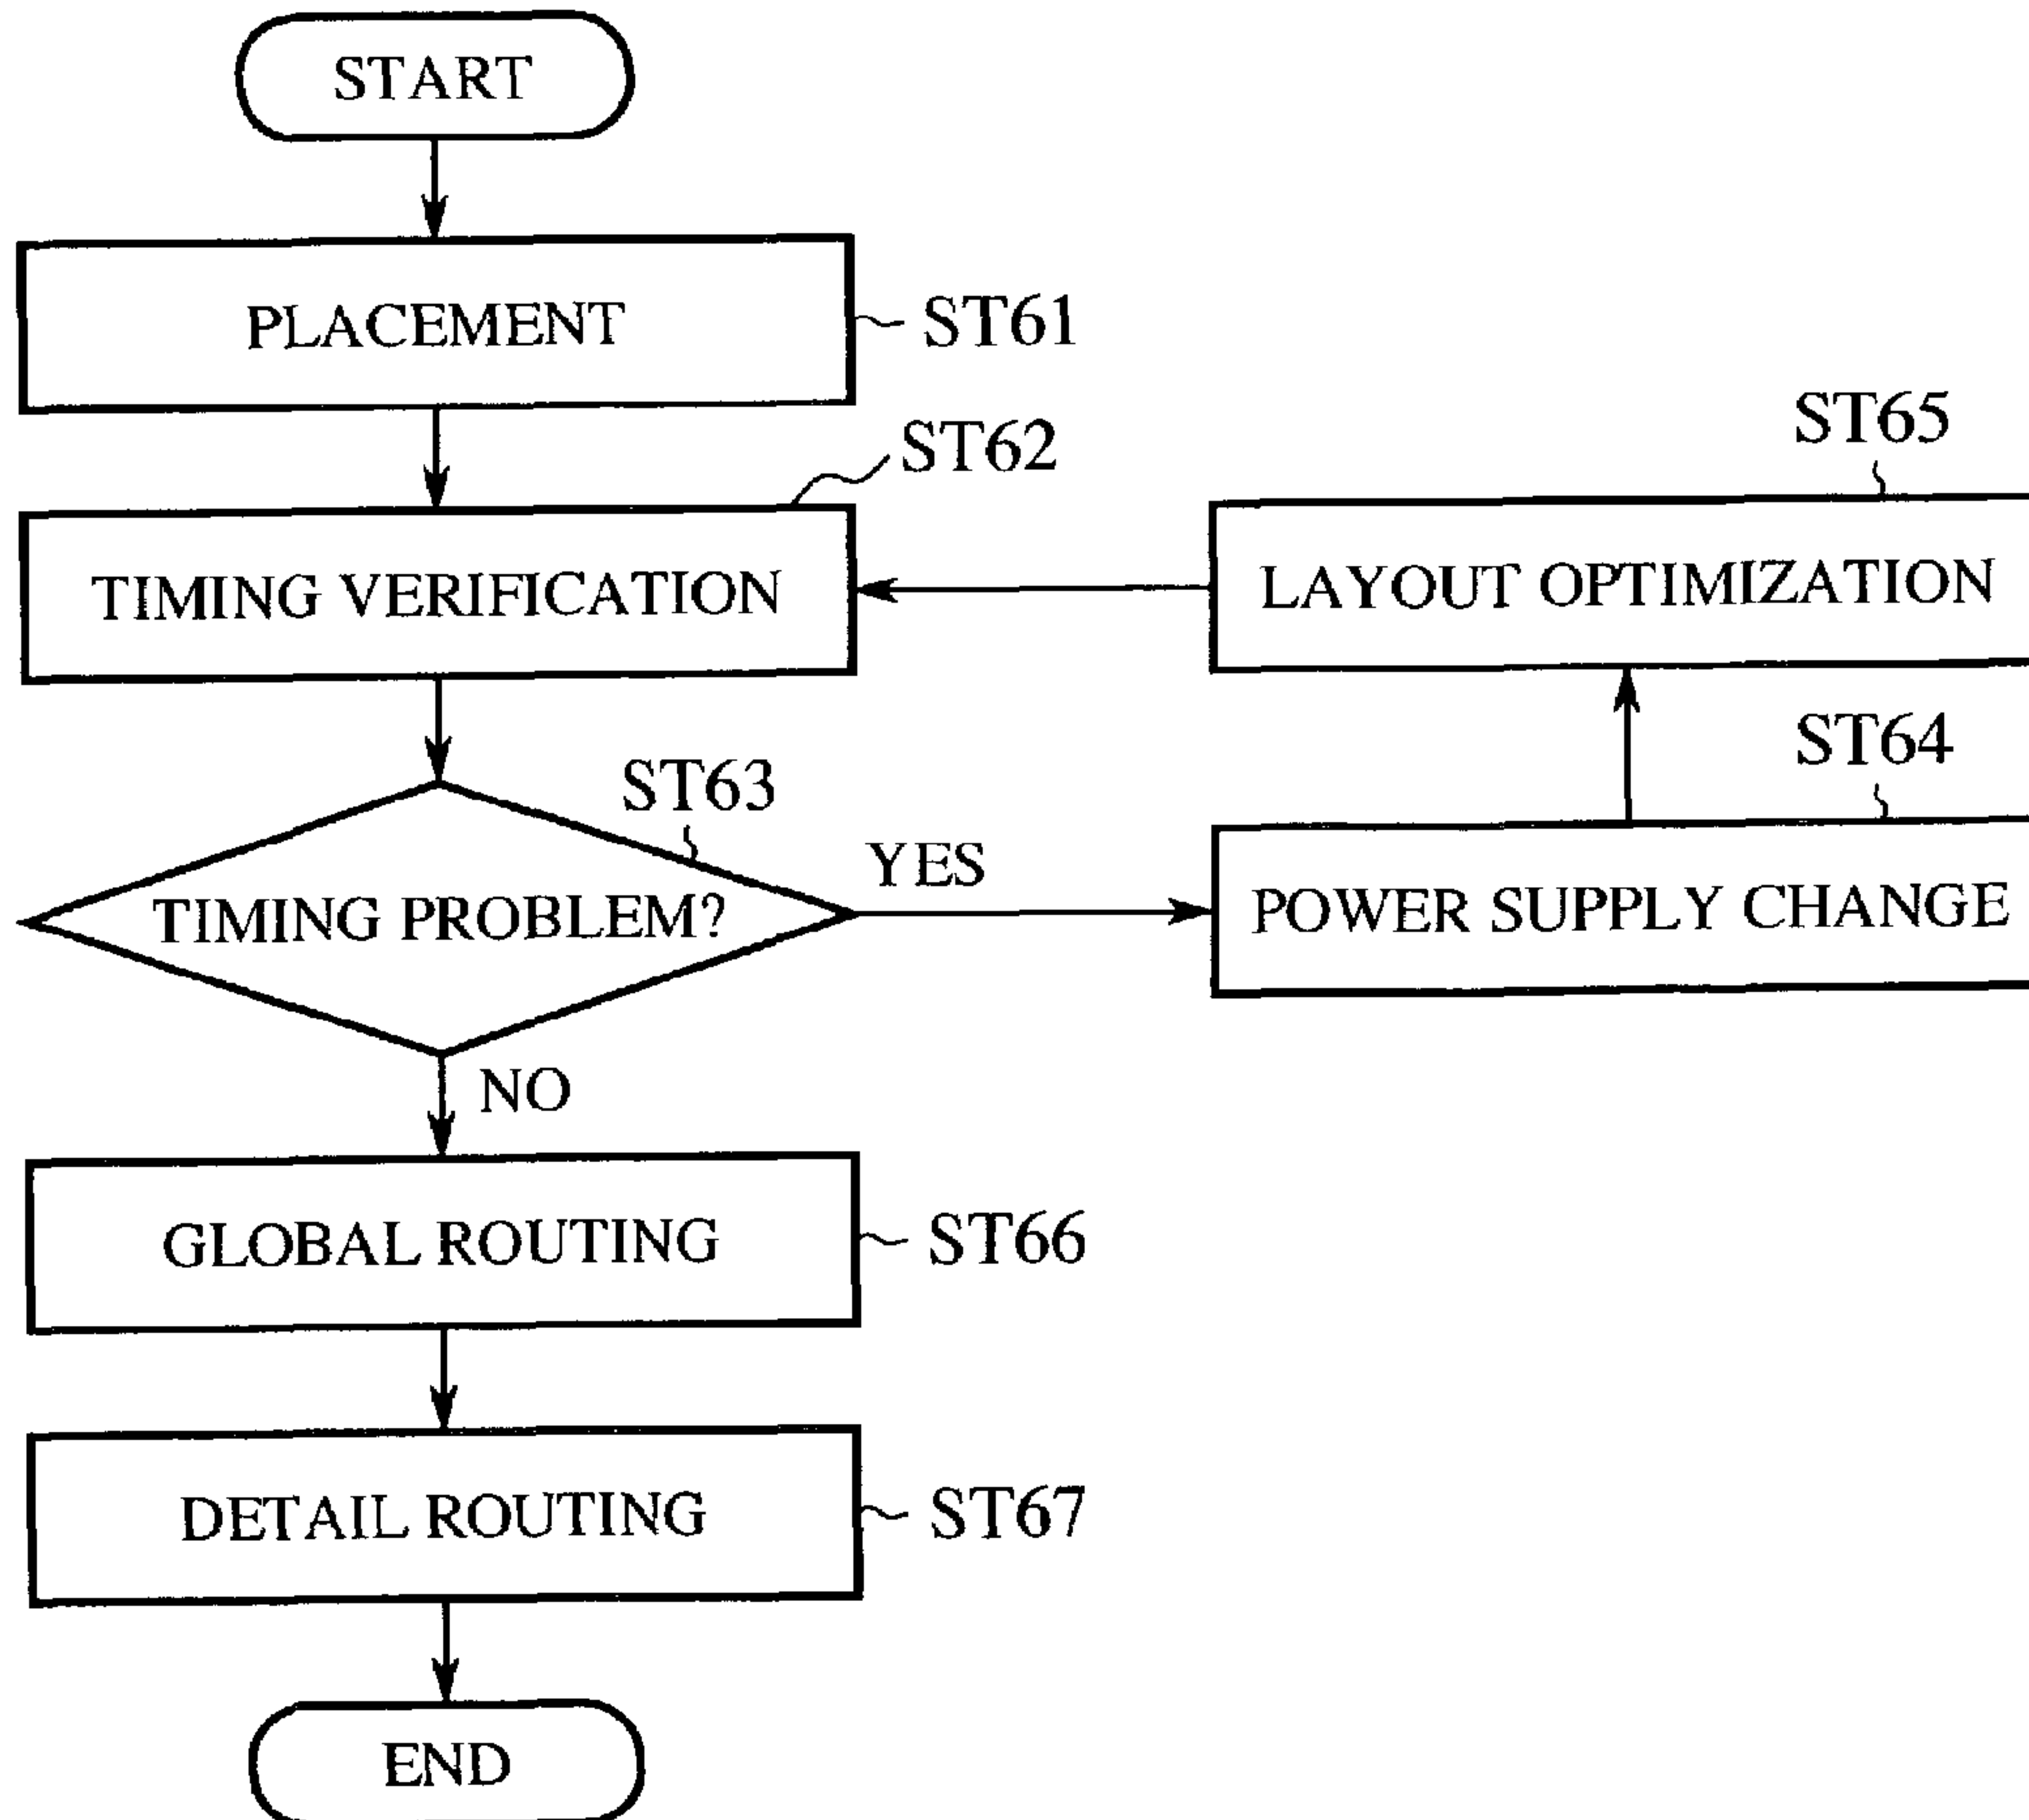 START
PLACEMENT
ST61
ST62
TIMING VERIFICATION
ST65
LAYOUT OPTIMIZATION
ST63
TIMING PROBLEM?
YES
ST64
POWER SUPPLY CHANGE
NO
GLOBAL ROUTING
ST66
DETAIL ROUTING
ST67
END